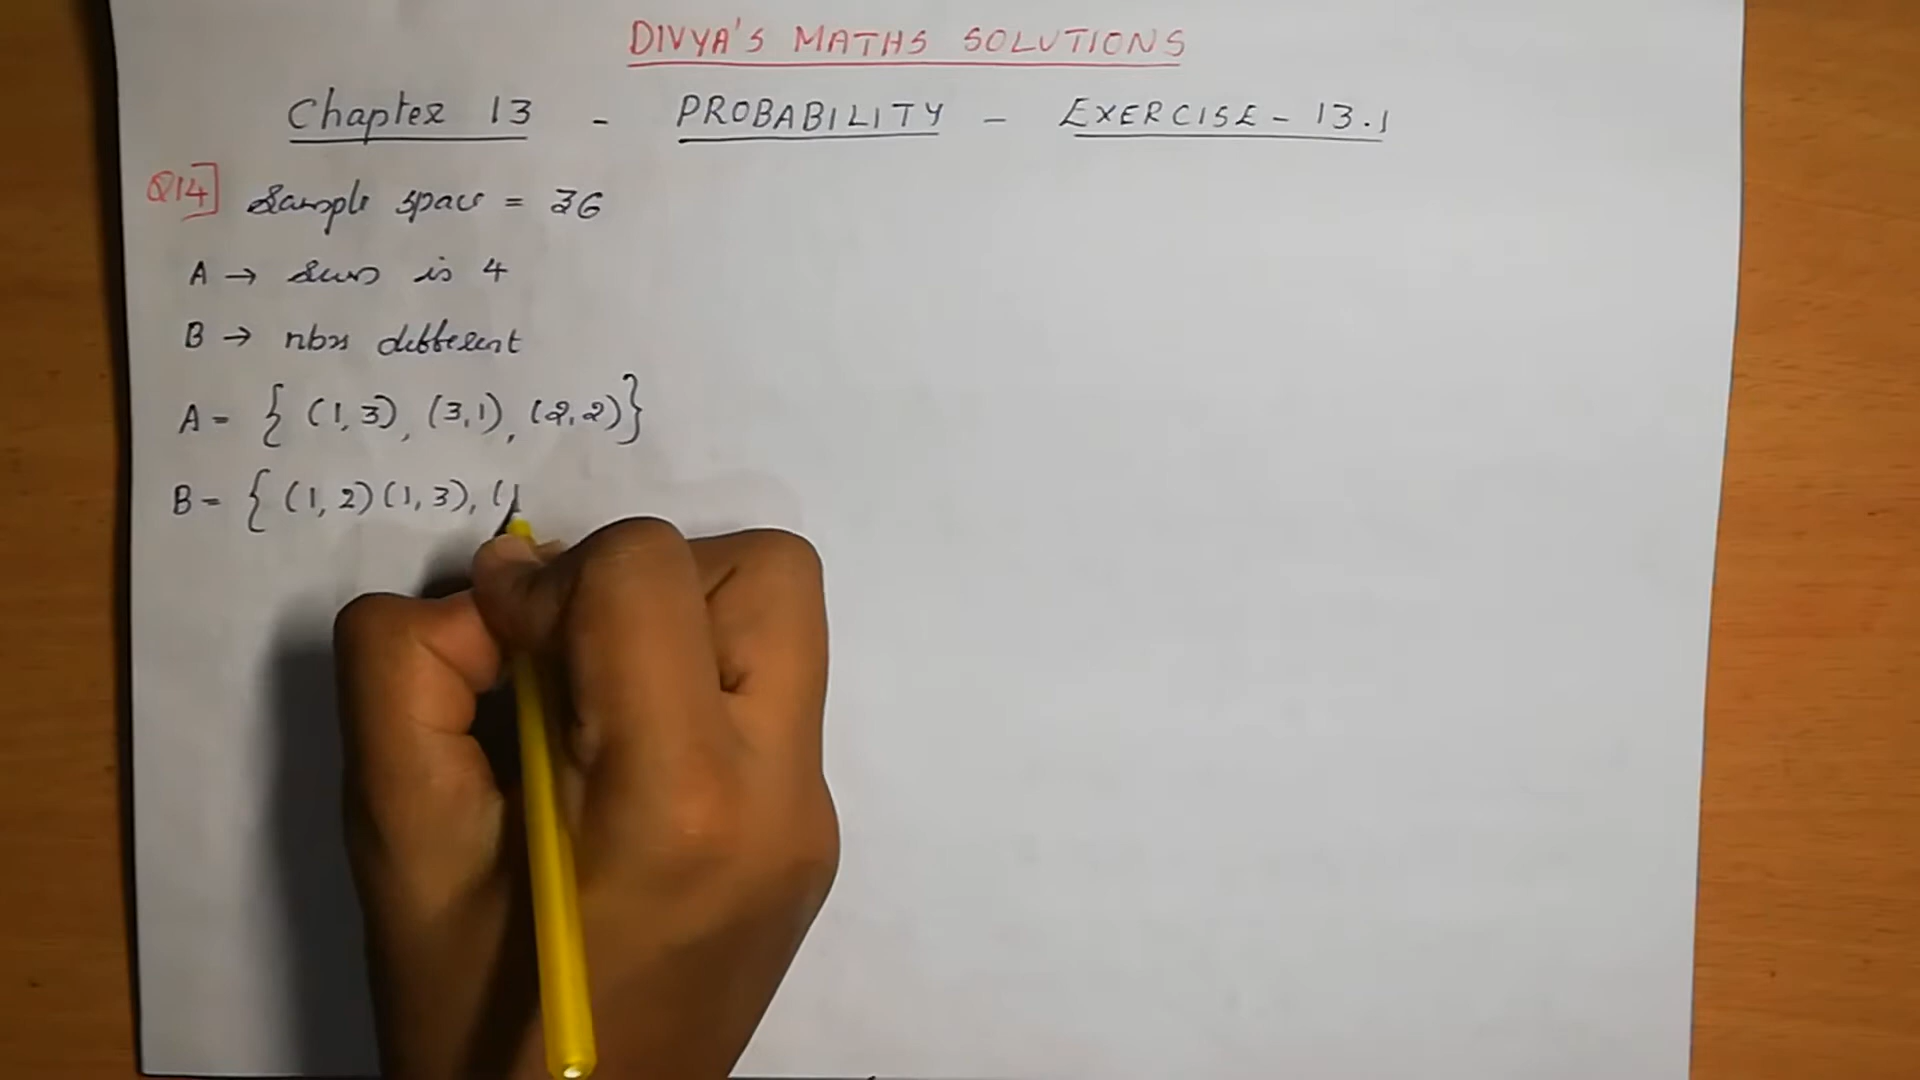 DIVYA'S MATHS SOLUTIONS
Chapter 13 - PROBABILITY - EXERCISE - 13.1
Q14] Sample space = 36
A → sum is 4
B → nbrs different
A = { (1,3), (3,1), (2,2)}
B = { (1,2)(1,3), (1